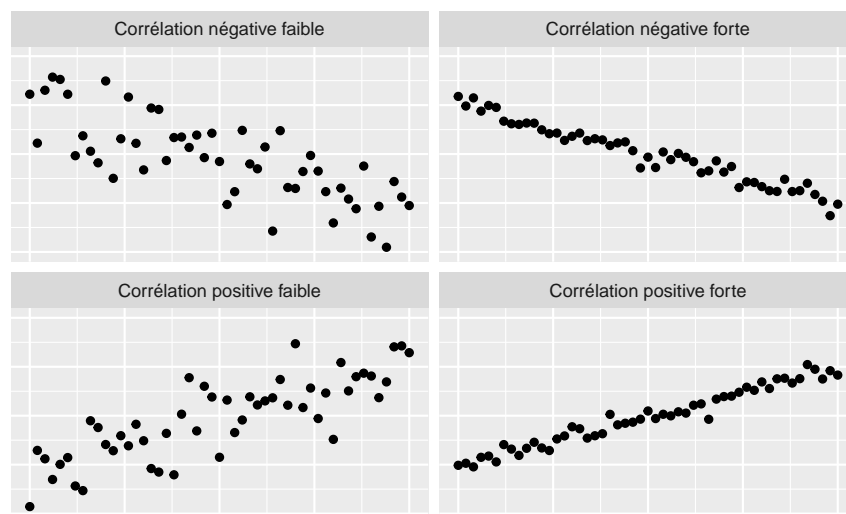 Corrélation négative faible
Corrélation négative forte
Corrélation positive faible
Corrélation positive forte